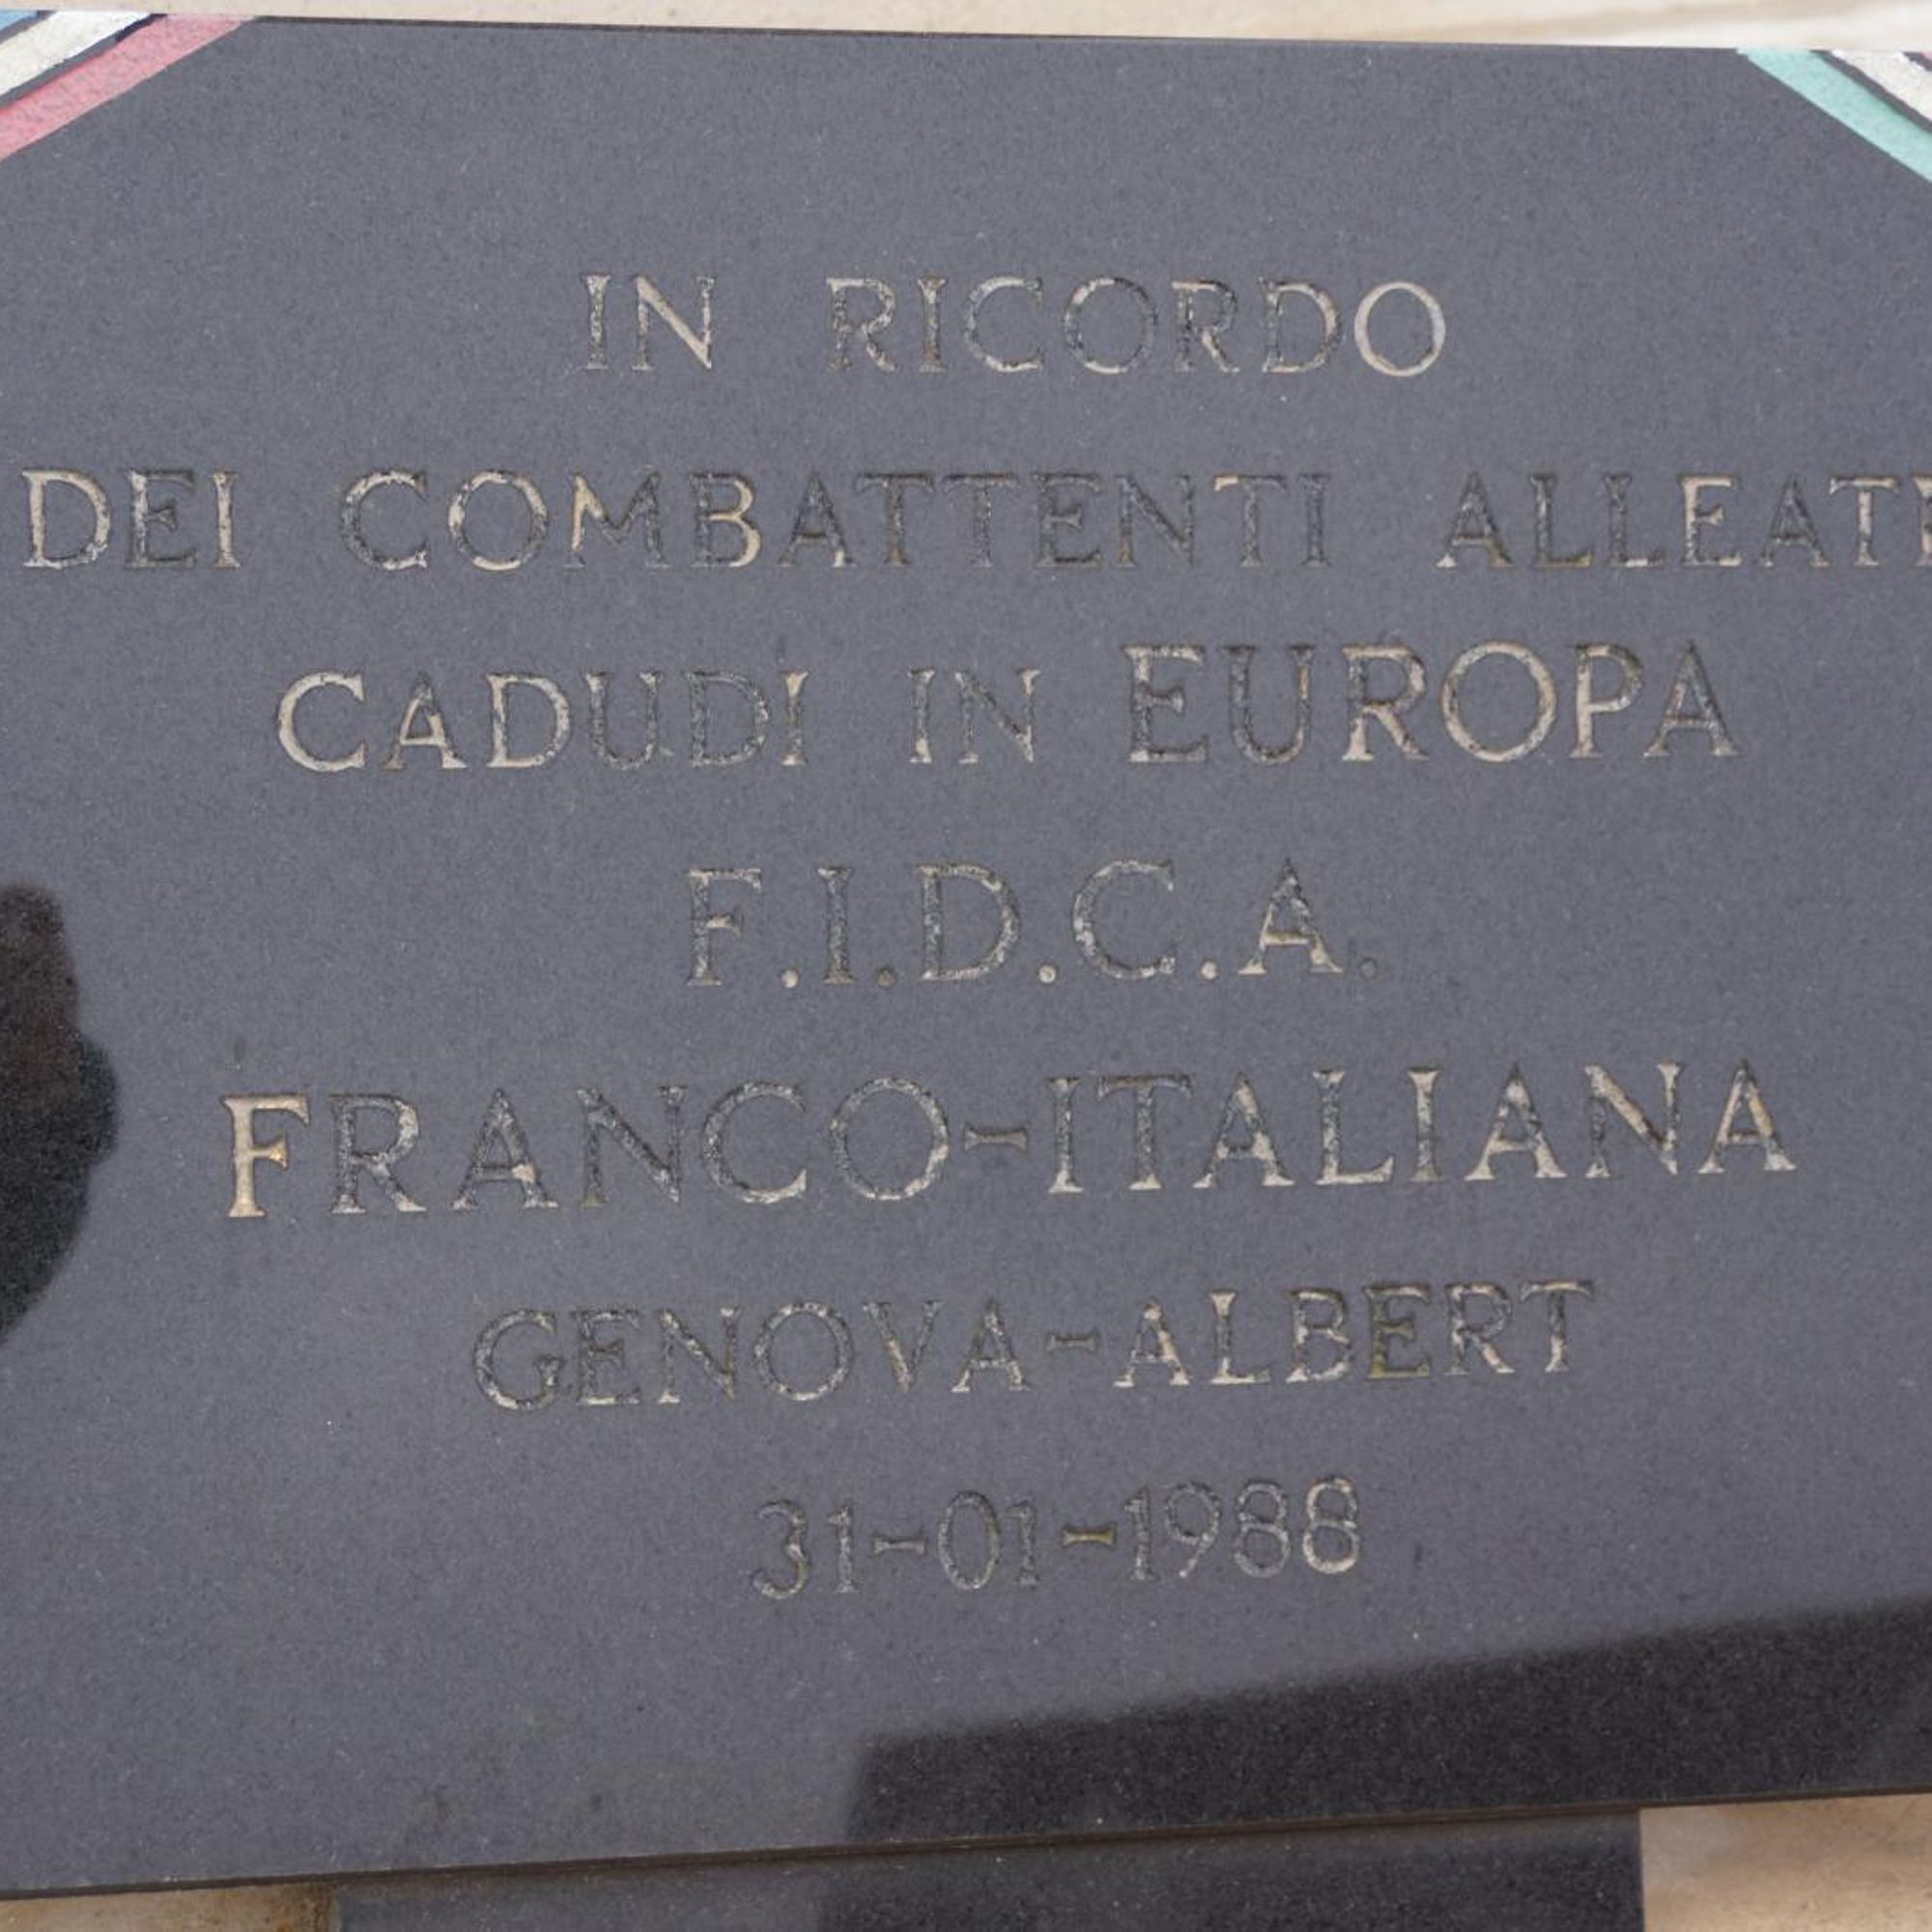 IN RICORDO
DEI COMBATTENTI ALLEATI
CADUDI IN EUROPA
F.I.D.C.A.
FRANCO-ITALIANA
GENOVA-ALBERT
31-01-1988